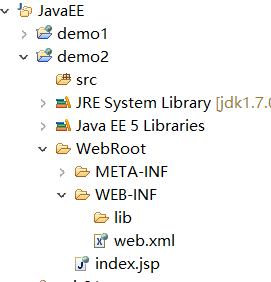 JavaEE
demo1
demo2
src
JRE System Library [jdk1.7.0
Java EE 5 Libraries
WebRoot
META-INF
WEB-INF
lib
web.xml
index.jsp